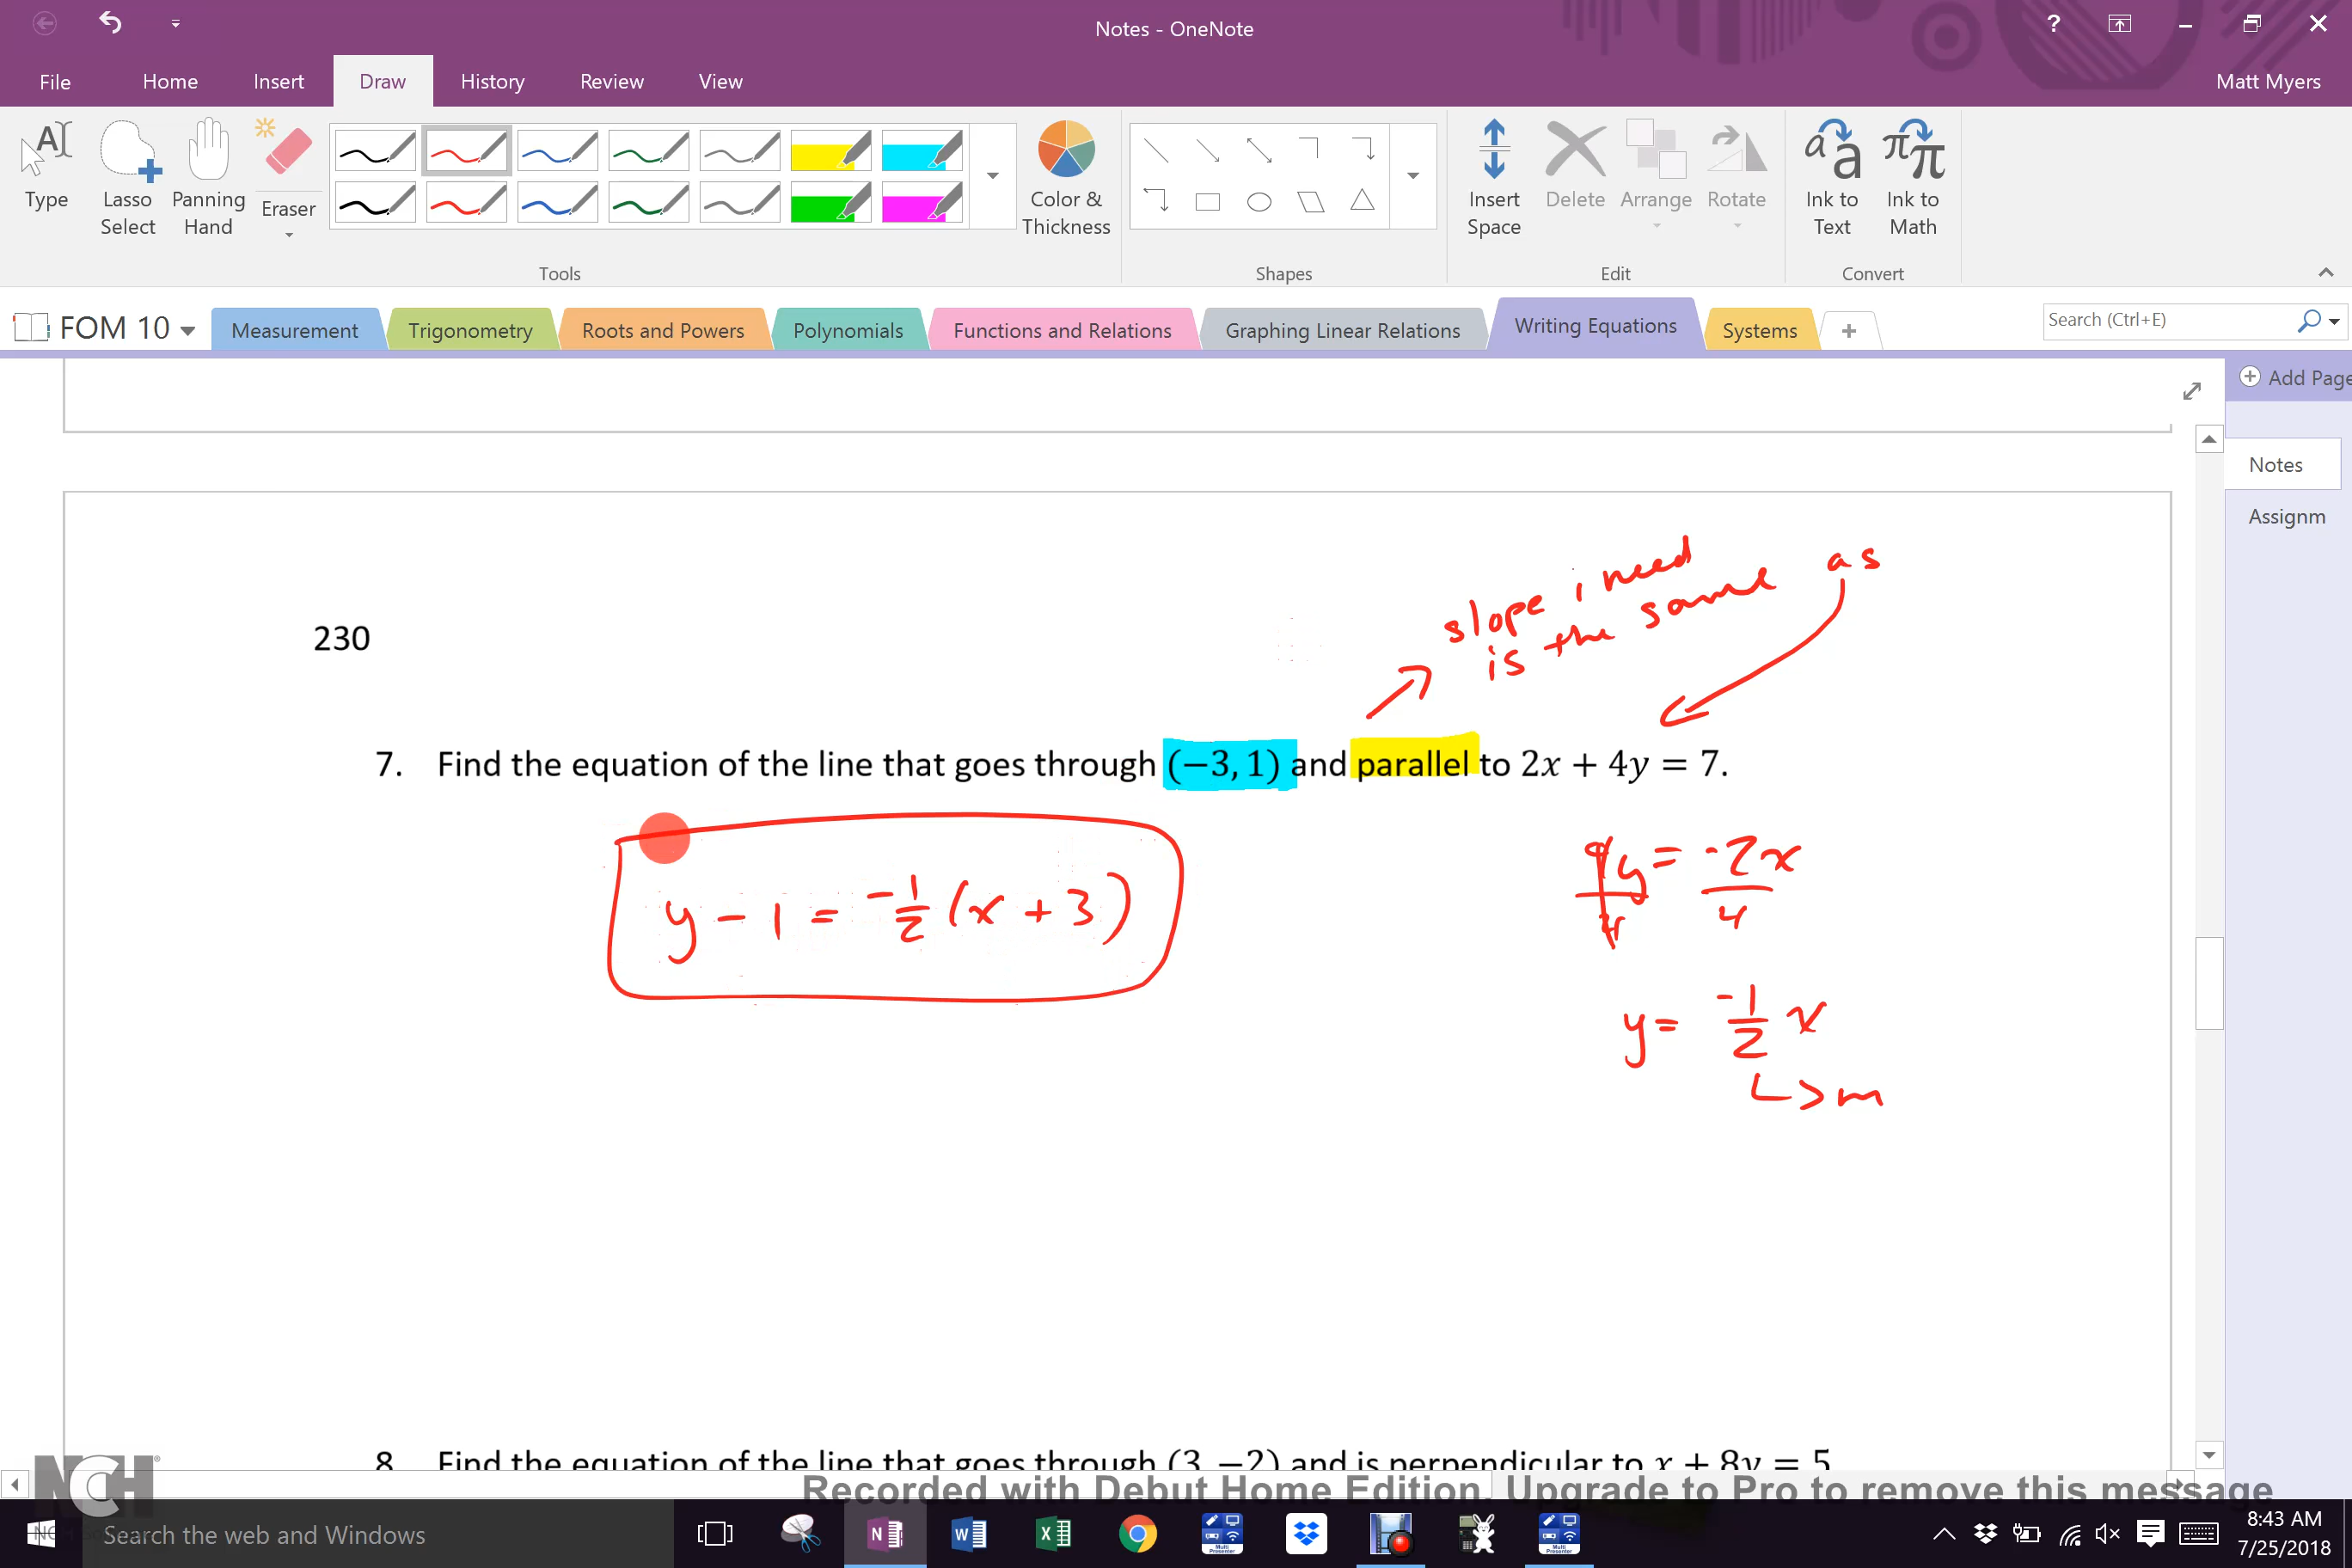 Notes - OneNote
?
File Home Insert Draw History Review View Matt Myers
Type
Lasso Select
Panning Hand
Eraser
Color & Thickness
Insert Space
Delete
Arrange
Rotate
Ink to Text
Ink to Math
Tools Shapes Edit Convert
FOM 10 Measurement Trigonometry Roots and Powers Polynomials Functions and Relations Graphing Linear Relations Writing Equations Systems + Search (Ctrl+E)
Add Page
Notes
Assignm
slope i need
is the same as
230
7. Find the equation of the line that goes through (−3, 1) and parallel to 2x + 4y = 7.
y - 1 = -1/2 (x + 3)
4y/4 = -2x/4
y = -1/2 x
m
8 Find the equation of the line that goes through (3, −2) and is perpendicular to x + 8y = 5
NCH
Recorded with Debut Home Edition. Upgrade to Pro to remove this message
Search the web and Windows
8:43 AM
7/25/2018